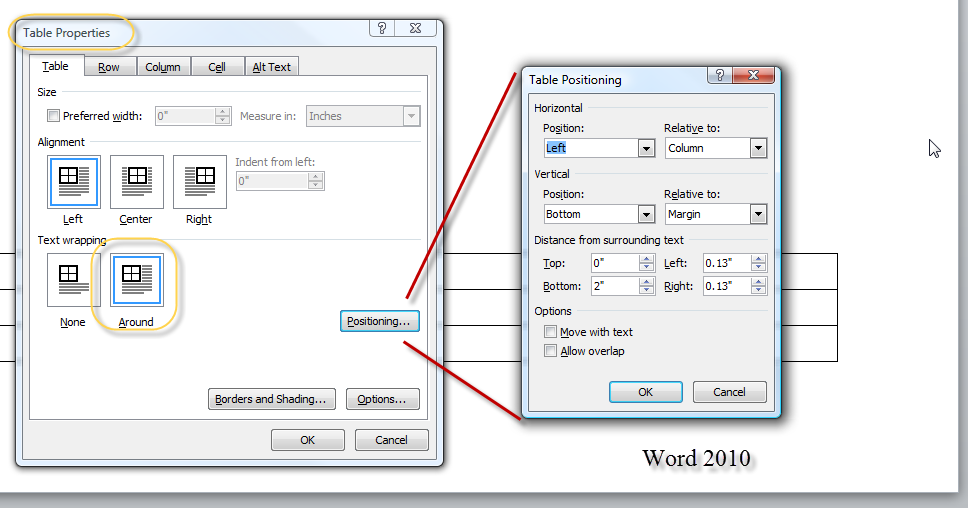 Table Properties
Table Row Column Cell Alt Text
Size
Preferred width: 0" Measure in: Inches
Alignment
Indent from left:
0"
Left Center Right
Text wrapping
None Around
Positioning...
Borders and Shading... Options...
OK Cancel
Table Positioning
Horizontal
Position: Relative to:
Left Column
Vertical
Position: Relative to:
Bottom Margin
Distance from surrounding text
Top: 0" Left: 0.13"
Bottom: 2" Right: 0.13"
Options
Move with text
Allow overlap
OK Cancel
Word 2010